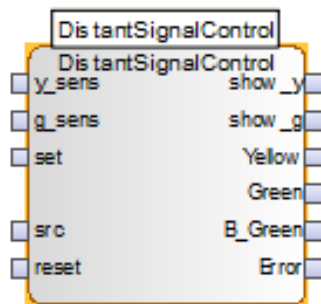 DistantSignalControl
DistantSignalControl
y_sens show_y
g_sens show_g
set Yellow
Green
src B_Green
reset Error